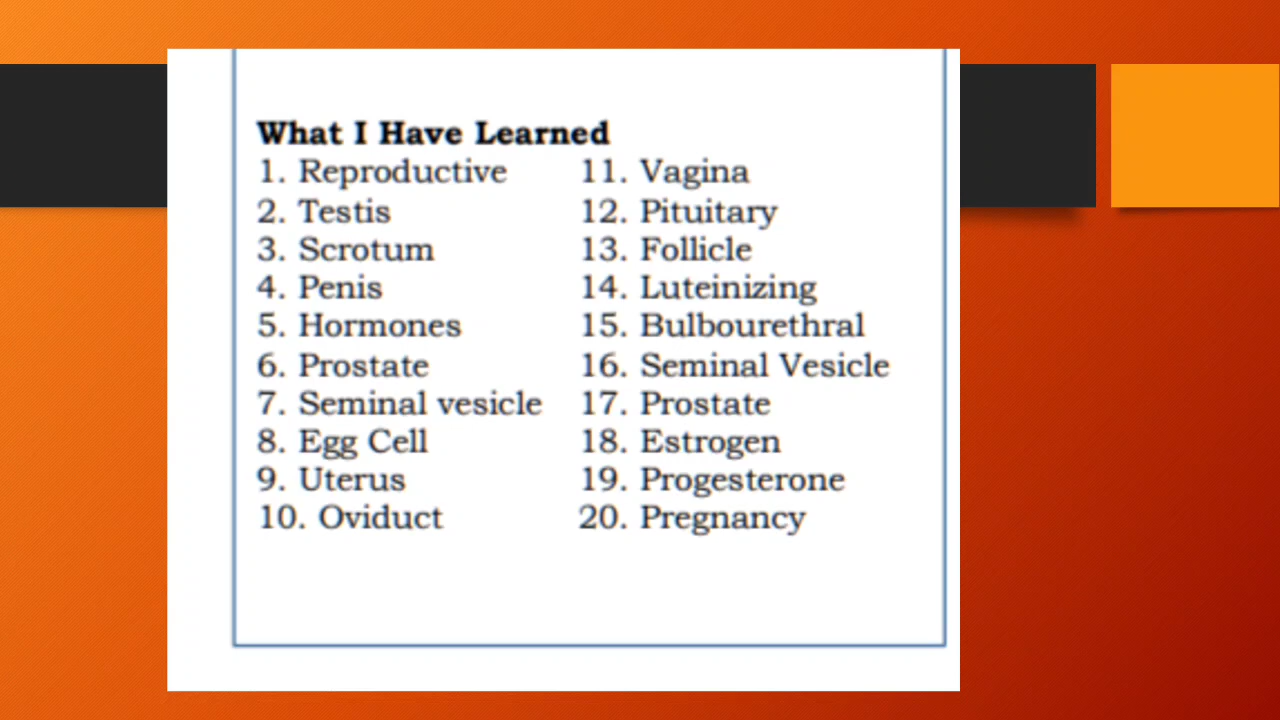 What I Have Learned
1. Reproductive
2. Testis
3. Scrotum
4. Penis
5. Hormones
6. Prostate
7. Seminal vesicle
8. Egg Cell
9. Uterus
10. Oviduct
11. Vagina
12. Pituitary
13. Follicle
14. Luteinizing
15. Bulbourethral
16. Seminal Vesicle
17. Prostate
18. Estrogen
19. Progesterone
20. Pregnancy